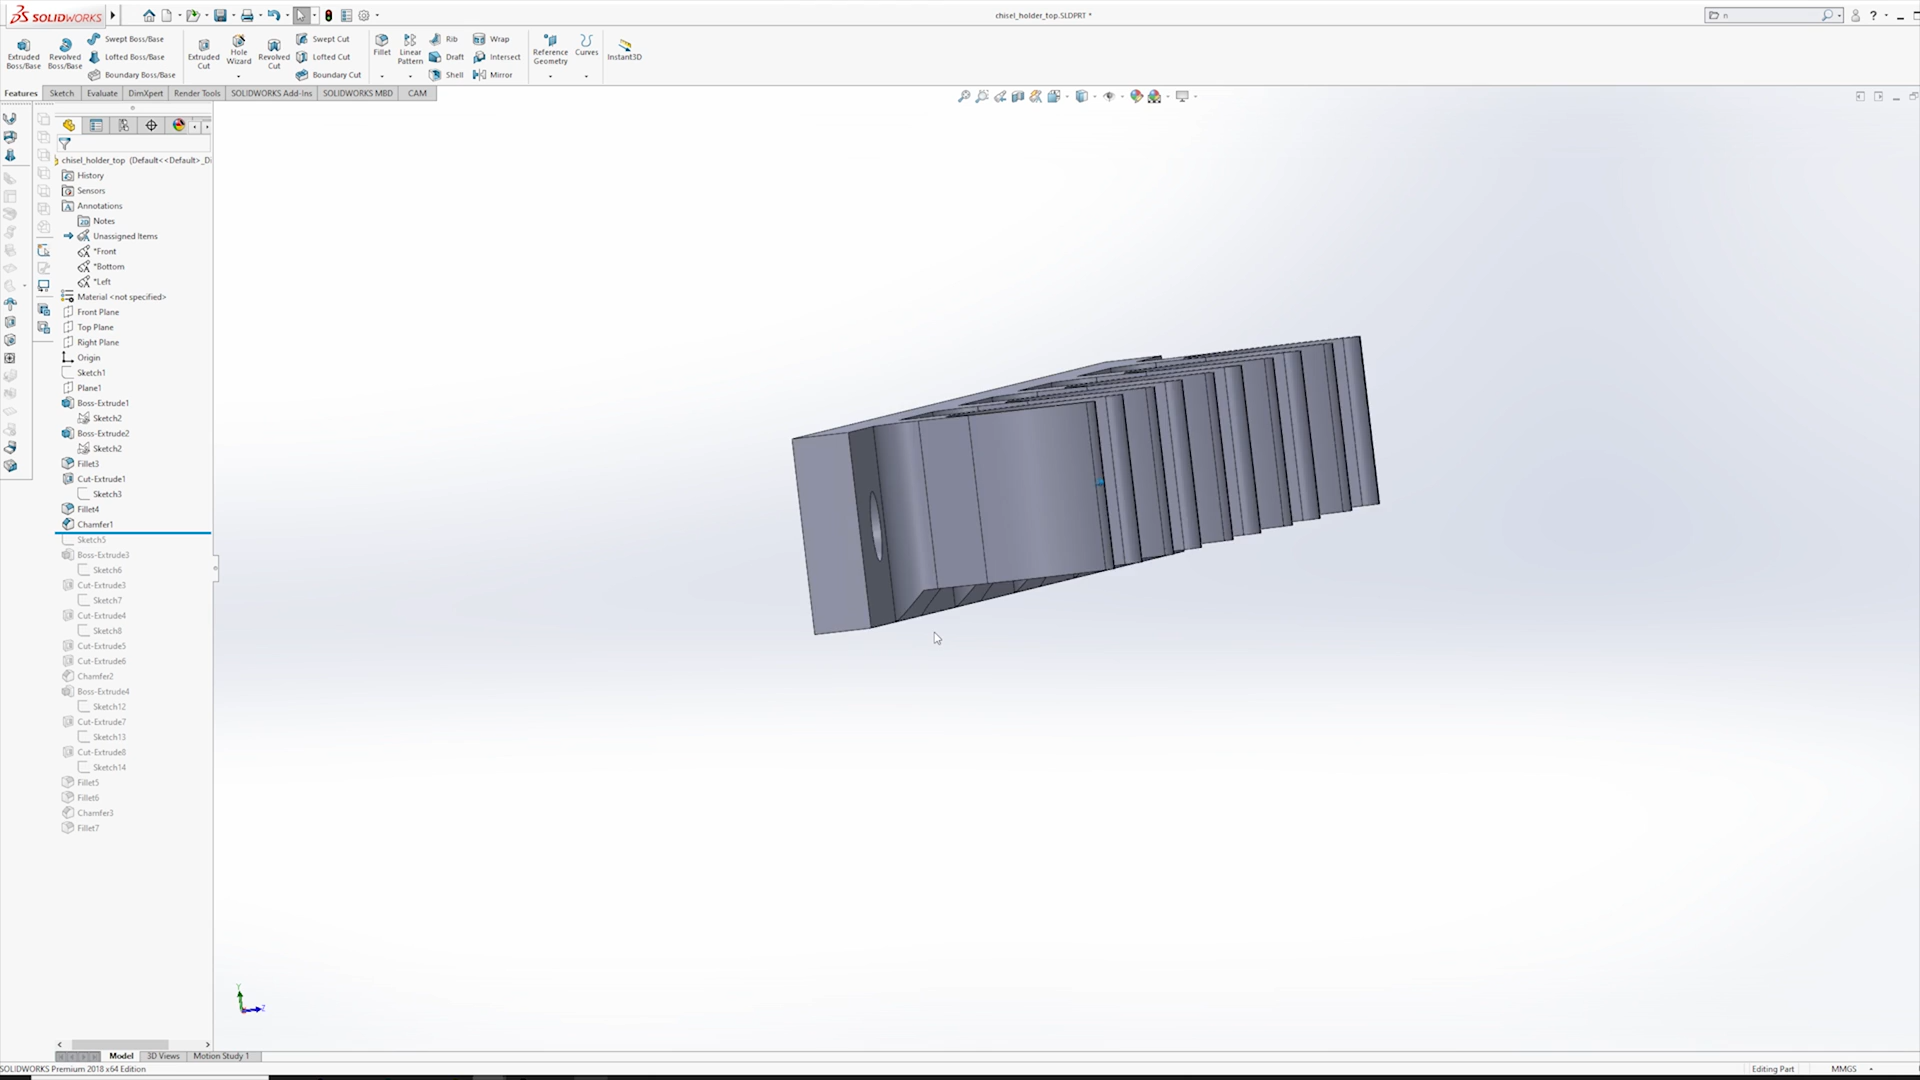 SOLIDWORKS
chisel_holder_top.SLDPRT *
n
?
Extruded Boss/Base
Revolved Boss/Base
Swept Boss/Base
Lofted Boss/Base
Boundary Boss/Base
Extruded Cut
Hole Wizard
Revolved Cut
Swept Cut
Lofted Cut
Boundary Cut
Fillet
Linear Pattern
Rib
Draft
Shell
Wrap
Intersect
Mirror
Reference Geometry
Curves
Instant3D
Features
Sketch
Evaluate
DimXpert
Render Tools
SOLIDWORKS Add-Ins
SOLIDWORKS MBD
CAM
chisel_holder_top (Default<<Default>_Di
History
Sensors
Annotations
Notes
Unassigned Items
*Front
*Bottom
*Left
Material <not specified>
Front Plane
Top Plane
Right Plane
Origin
Sketch1
Plane1
Boss-Extrude1
Sketch2
Boss-Extrude2
Sketch2
Fillet3
Cut-Extrude1
Sketch3
Fillet4
Chamfer1
Sketch5
Boss-Extrude3
Sketch6
Cut-Extrude3
Sketch7
Cut-Extrude4
Sketch8
Cut-Extrude5
Cut-Extrude6
Chamfer2
Boss-Extrude4
Sketch12
Cut-Extrude7
Sketch13
Cut-Extrude8
Sketch14
Fillet5
Fillet6
Chamfer3
Fillet7
Y
Z
Model
3D Views
Motion Study 1
SOLIDWORKS Premium 2018 x64 Edition
Editing Part
MMGS